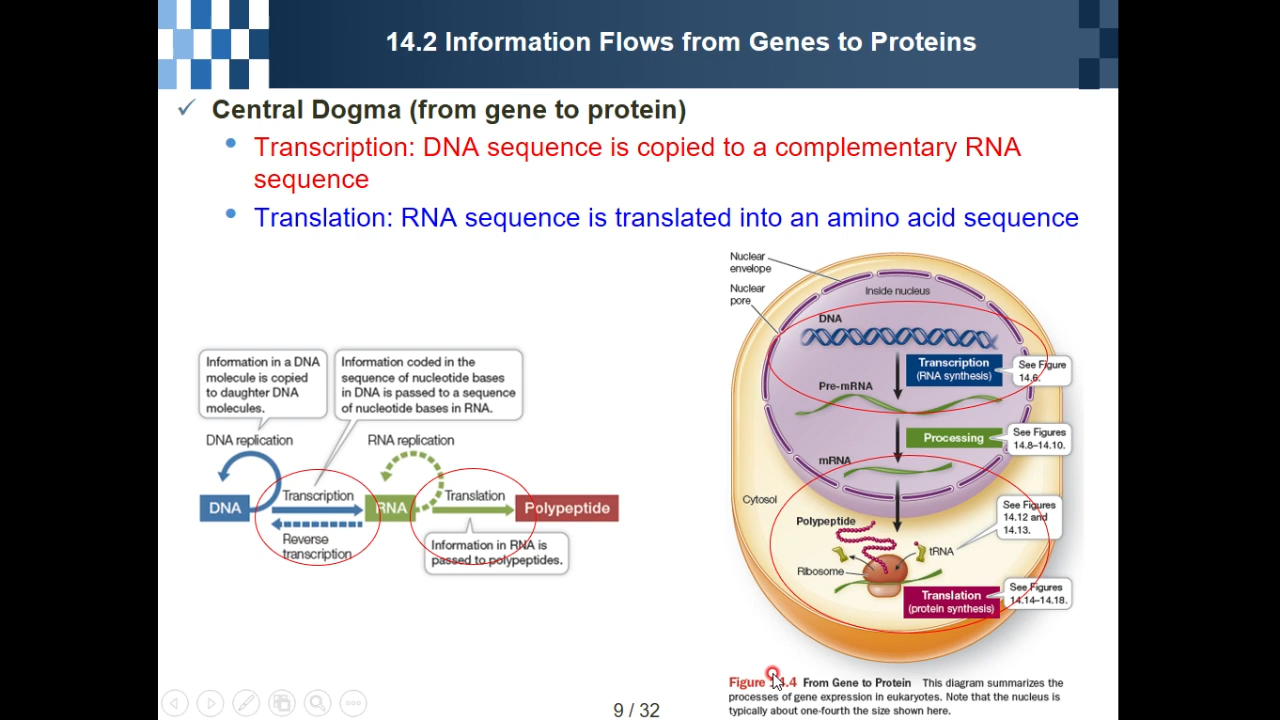 14.2 Information Flows from Genes to Proteins
Central Dogma (from gene to protein)
Transcription: DNA sequence is copied to a complementary RNA
sequence
Translation: RNA sequence is translated into an amino acid sequence
Information in a DNA
molecule is copied
to daughter DNA
molecules.
Information coded in the
sequence of nucleotide bases
in DNA is passed to a sequence
of nucleotide bases in RNA.
DNA replication
RNA replication
DNA
Transcription
RNA
Translation
Polypeptide
Reverse
transcription
Information in RNA is
passed to polypeptides.
Nuclear
envelope
Nuclear
pore
Inside nucleus
DNA
Transcription
(RNA synthesis)
See Figure
14.6.
Pre-mRNA
Processing
See Figures
14.8–14.10.
mRNA
Cytosol
See Figures
14.12 and
14.13.
Polypeptide
tRNA
Ribosome
Translation
(protein synthesis)
See Figures
14.14–14.18.
Figure 14.4 From Gene to Protein This diagram summarizes the
processes of gene expression in eukaryotes. Note that the nucleus is
typically about one-fourth the size shown here.
9 / 32